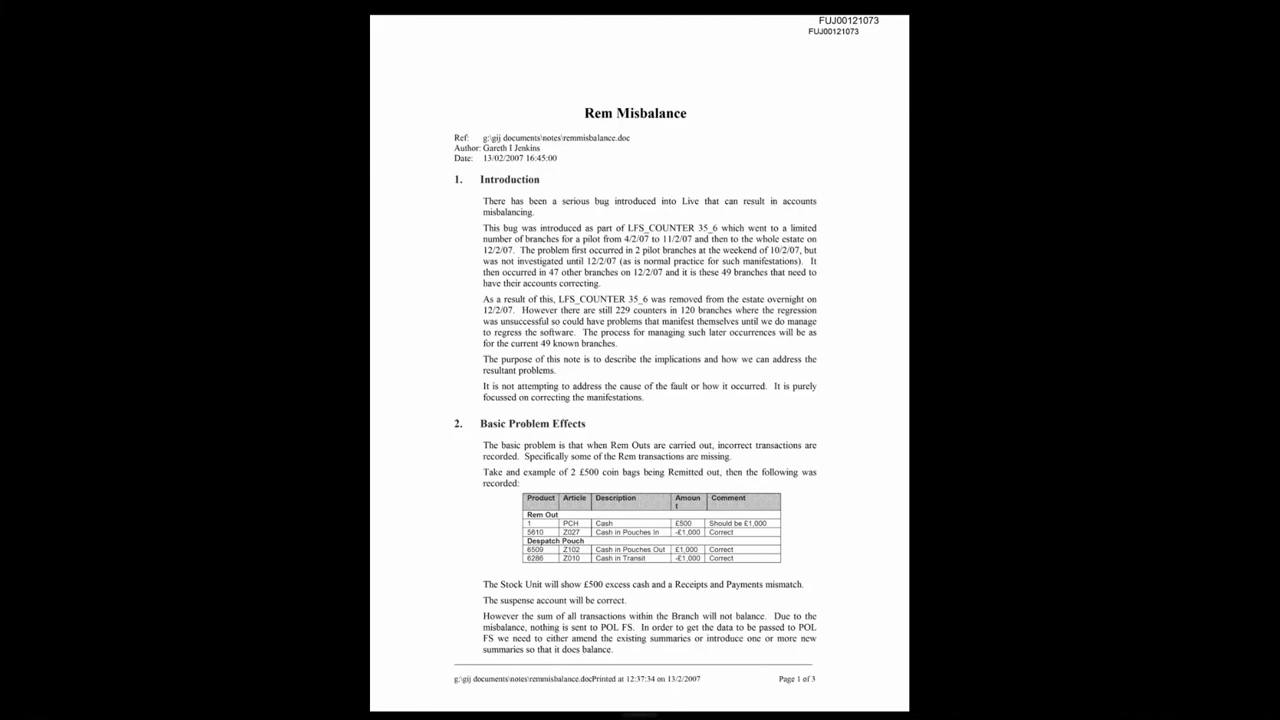 FUJ00121073
FUJ00121073
Rem Misbalance
Ref: g:\gij documents\notes\remmisbalance.doc
Author: Gareth I Jenkins
Date: 13/02/2007 16:45:00
1. Introduction
There has been a serious bug introduced into Live that can result in accounts
misbalancing.
This bug was introduced as part of LFS_COUNTER 35_6 which went to a limited
number of branches for a pilot from 4/2/07 to 11/2/07 and then to the whole estate on
12/2/07. The problem first occurred in 2 pilot branches at the weekend of 10/2/07, but
was not investigated until 12/2/07 (as is normal practice for such manifestations). It
then occurred in 47 other branches on 12/2/07 and it is these 49 branches that need to
have their accounts correcting.
As a result of this, LFS_COUNTER 35_6 was removed from the estate overnight on
12/2/07. However there are still 229 counters in 120 branches where the regression
was unsuccessful so could have problems that manifest themselves until we do manage
to regress the software. The process for managing such later occurrences will be as
for the current 49 known branches.
The purpose of this note is to describe the implications and how we can address the
resultant problems.
It is not attempting to address the cause of the fault or how it occurred. It is purely
focussed on correcting the manifestations.
2. Basic Problem Effects
The basic problem is that when Rem Outs are carried out, incorrect transactions are
recorded. Specifically some of the Rem transactions are missing.
Take and example of 2 £500 coin bags being Remitted out, then the following was
recorded:
Product Article Description Amoun Comment
t
Rem Out
1 PCH Cash £500 Should be £1,000
5610 Z027 Cash in Pouches In -£1,000 Correct
Despatch Pouch
6509 Z102 Cash in Pouches Out £1,000 Correct
6286 Z010 Cash in Transit -£1,000 Correct
The Stock Unit will show £500 excess cash and a Receipts and Payments mismatch.
The suspense account will be correct.
However the sum of all transactions within the Branch will not balance. Due to the
misbalance, nothing is sent to POL FS. In order to get the data to be passed to POL
FS we need to either amend the existing summaries or introduce one or more new
summaries so that it does balance.
g:\gij documents\notes\remmisbalance.docPrinted at 12:37:34 on 13/2/2007 Page 1 of 3